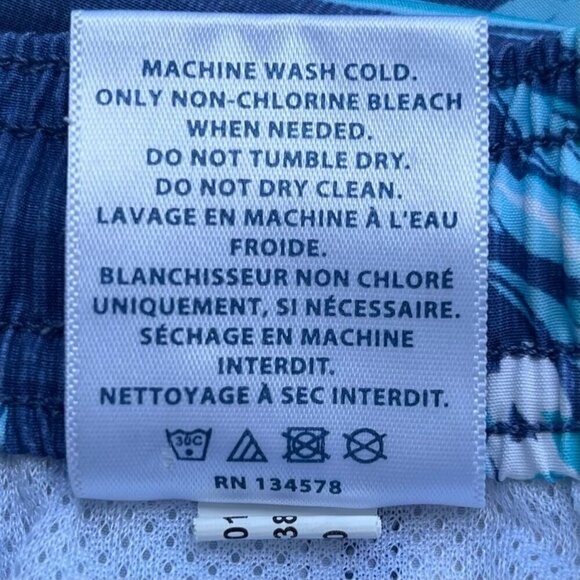 MACHINE WASH COLD.
ONLY NON-CHLORINE BLEACH
WHEN NEEDED.
DO NOT TUMBLE DRY.
DO NOT DRY CLEAN.
LAVAGE EN MACHINE À L'EAU
FROIDE.
BLANCHISSEUR NON CHLORÉ
UNIQUEMENT, SI NÉCESSAIRE.
SÉCHAGE EN MACHINE
INTERDIT.
NETTOYAGE À SEC INTERDIT.
30C
RN 134578
01
38